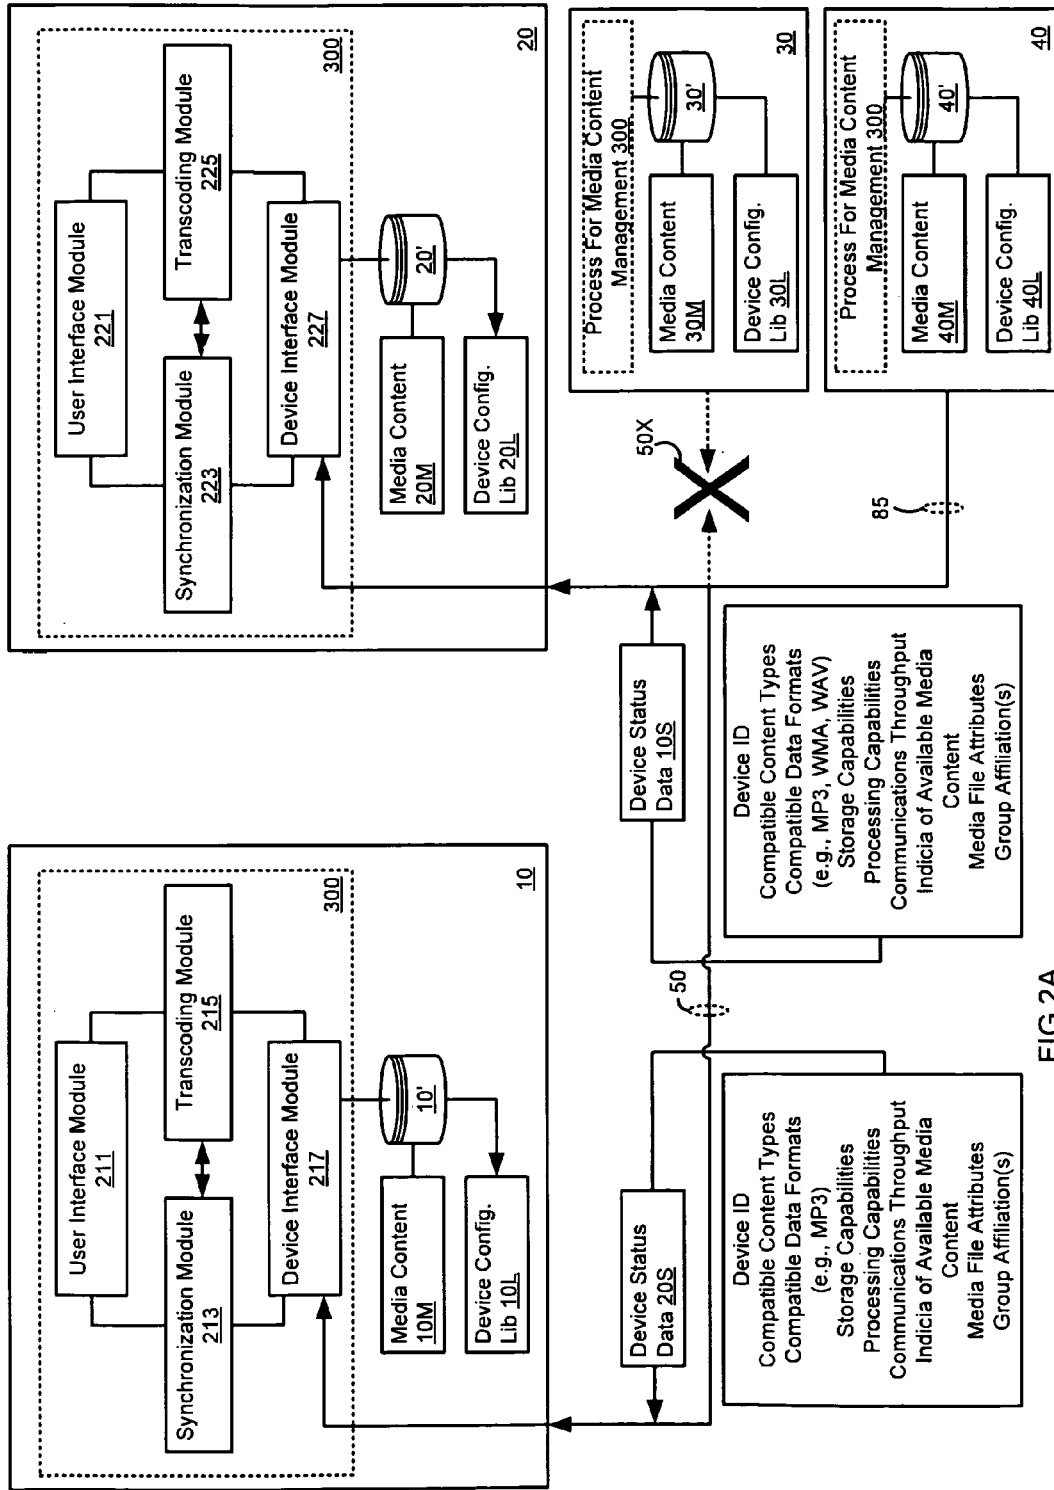 User Interface Module
211
Synchronization Module
213
Transcoding Module
215
Device Interface Module
217
300
Media Content
10M
10'
Device Config.
Lib 10L
10
User Interface Module
221
Synchronization Module
223
Transcoding Module
225
Device Interface Module
227
300
Media Content
20M
20'
Device Config.
Lib 20L
20
Device Status
Data 20S
Device ID
Compatible Content Types
Compatible Data Formats
(e.g., MP3)
Storage Capabilities
Processing Capabilities
Communications Throughput
Indicia of Available Media
Content
Media File Attributes
Group Affiliation(s)
50
Device Status
Data 10S
Device ID
Compatible Content Types
Compatible Data Formats
(e.g., MP3, WMA, WAV)
Storage Capabilities
Processing Capabilities
Communications Throughput
Indicia of Available Media
Content
Media File Attributes
Group Affiliation(s)
50X
85
Process For Media Content
Management 300
Media Content
30M
30'
Device Config.
Lib 30L
30
Process For Media Content
Management 300
Media Content
40M
40'
Device Config.
Lib 40L
40
FIG 2A